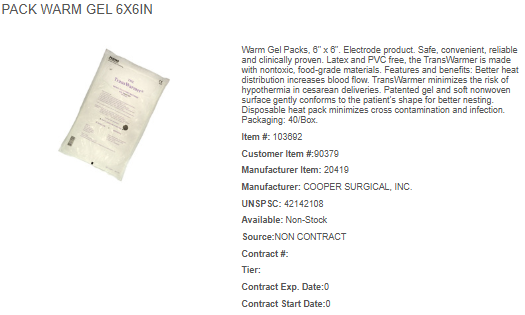 PACK WARM GEL 6X6IN
Warm Gel Packs, 6" x 6". Electrode product. Safe, convenient, reliable
and clinically proven. Latex and PVC free, the TransWarmer is made
with nontoxic, food-grade materials. Features and benefits: Better heat
distribution increases blood flow. TransWarmer minimizes the risk of
hypothermia in cesarean deliveries. Patented gel and soft nonwoven
surface gently conforms to the patient's shape for better nesting.
Disposable heat pack minimizes cross contamination and infection.
Packaging: 40/Box.
Item #: 103692
Customer Item #:90379
Manufacturer Item: 20419
Manufacturer: COOPER SURGICAL, INC.
UNSPSC: 42142108
Available: Non-Stock
Source:NON CONTRACT
Contract #:
Tier:
Contract Exp. Date:0
Contract Start Date:0
TransWarmer